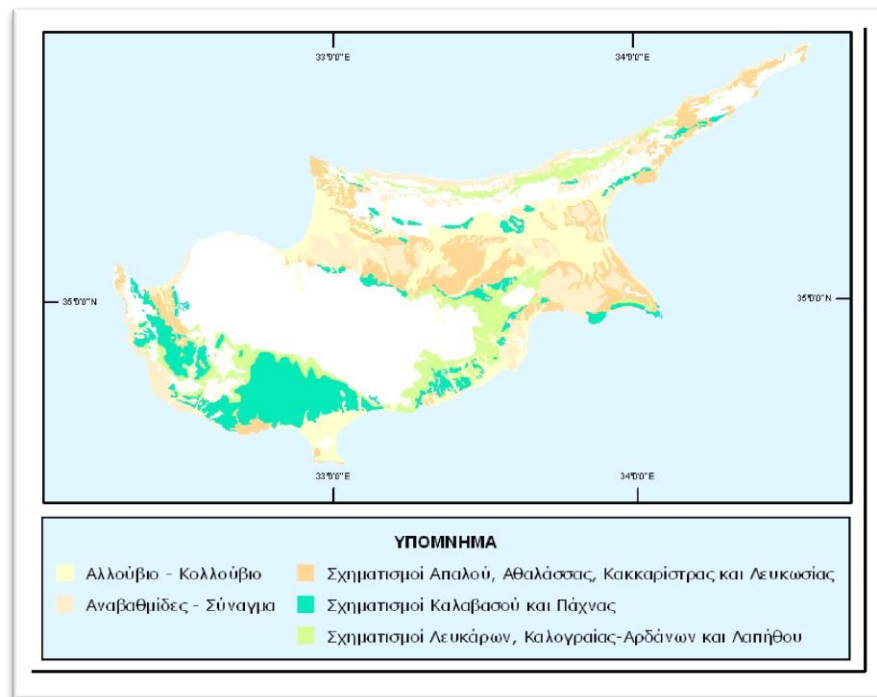 33°0'0"E 34°0'0"E
35°0'0"N 35°0'0"N
33°0'0"E 34°0'0"E
ΥΠΟΜΝΗΜΑ
Αλλούβιο - Κολλούβιο
Αναβαθμίδες - Σύναγμα
Σχηματισμοί Απαλού, Αθαλάσσας, Κακκαρίστρας και Λευκωσίας
Σχηματισμοί Καλαβασού και Πάχνας
Σχηματισμοί Λευκάρων, Καλογραίας-Αρδάνων και Λαπήθου